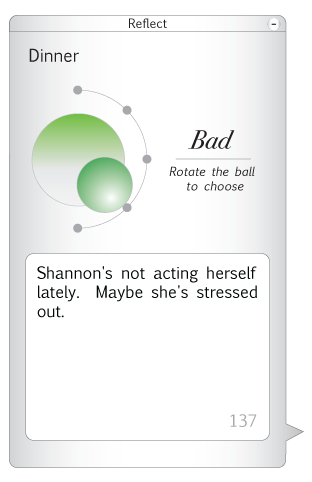 Reflect
Dinner
Bad
Rotate the ball
to choose
Shannon's not acting herself
lately.  Maybe she's stressed
out.
137